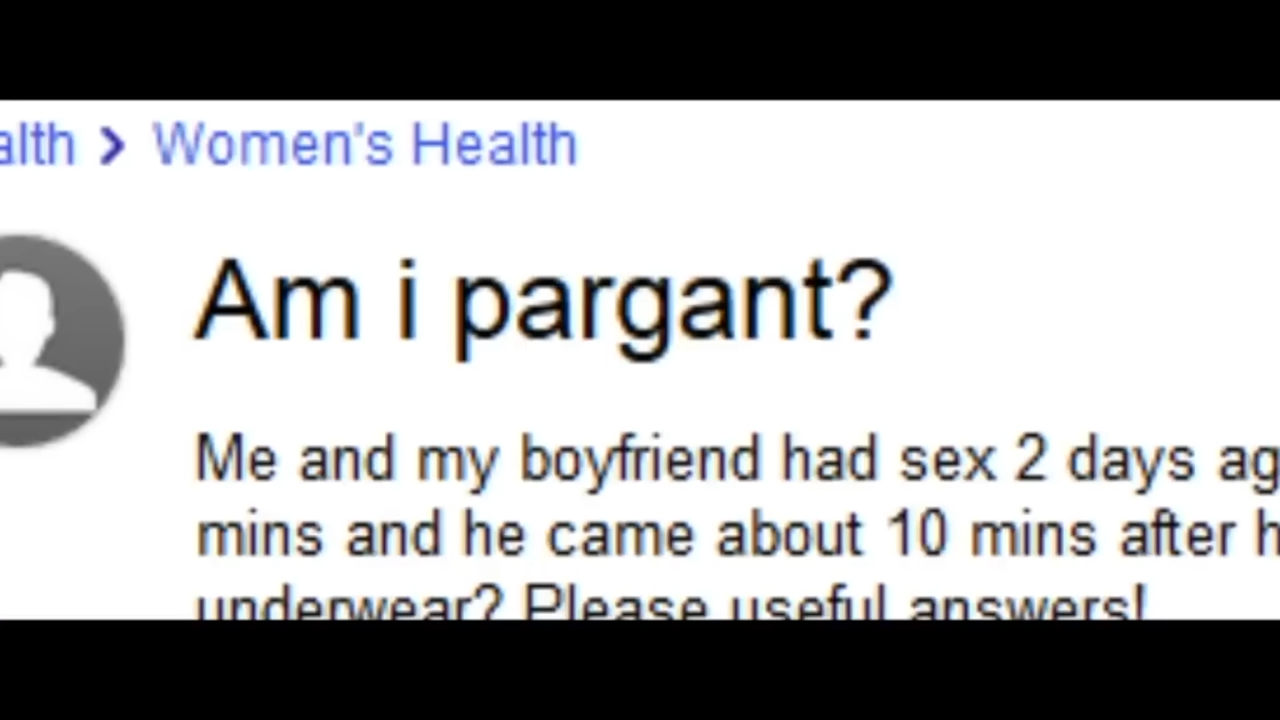 alth > Women's Health
Am i pargant?
Me and my boyfriend had sex 2 days ag
mins and he came about 10 mins after h
underwear? Please useful answers!